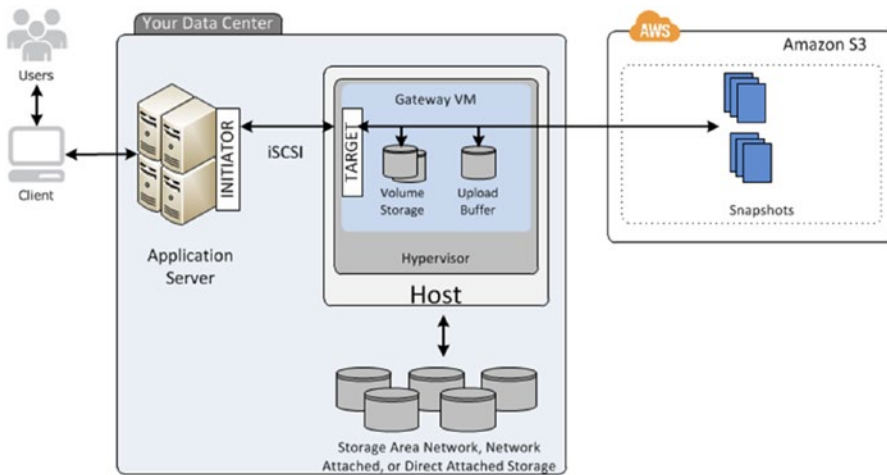 Your Data Center
AWS
Amazon S3
Users
Client
INITIATOR
iSCSI
Application
Server
Gateway VM
TARGET
Volume
Storage
Upload
Buffer
Hypervisor
Host
Snapshots
Storage Area Network, Network
Attached, or Direct Attached Storage